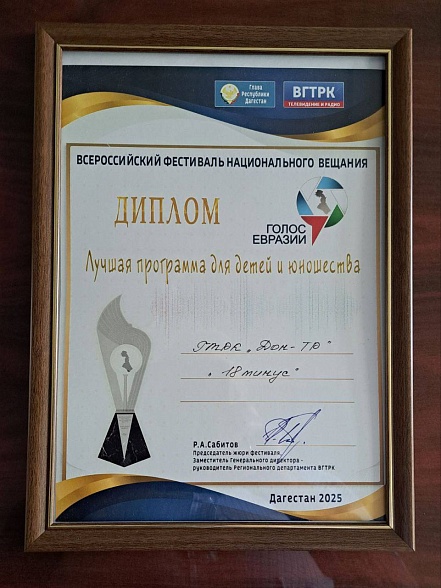 Глава
Республики
Дагестан
ВГТРК
ТЕЛЕВИДЕНИЕ И РАДИО
ВСЕРОССИЙСКИЙ ФЕСТИВАЛЬ НАЦИОНАЛЬНОГО ВЕЩАНИЯ
ДИПЛОМ
ГОЛОС
ЕВРАЗИИ
Лучшая программа для детей и юношества
ГТРК „Дон-ТР"
„18 минус"
Р.А.Сабитов
Председатель жюри фестиваля,
Заместитель Генерального директора -
руководитель Регионального департамента ВГТРК
Дагестан 2025